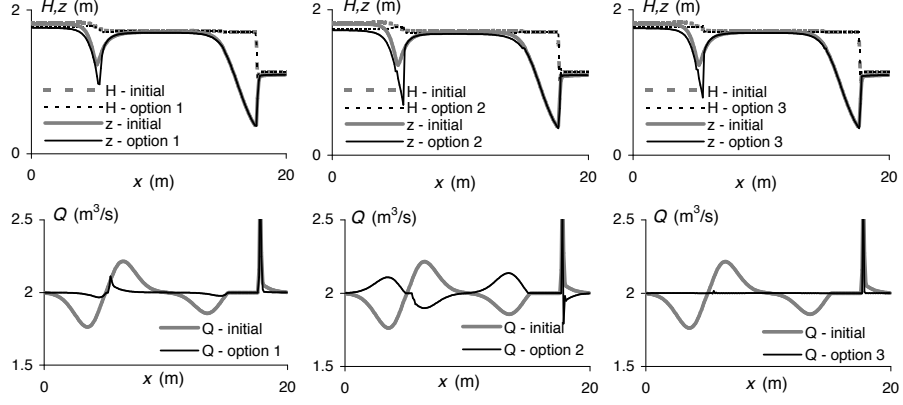 2
H,z (m)
1
0
H - initial
H - option 1
z - initial
z - option 1
0
20
x (m)
2
H,z (m)
1
0
H - initial
H - option 2
z - initial
z - option 2
0
20
x (m)
2
H,z (m)
1
0
H - initial
H - option 3
z - initial
z - option 3
0
20
x (m)
2.5
Q (m³/s)
2
1.5
Q - initial
Q - option 1
0
20
x (m)
2.5
Q (m³/s)
2
1.5
Q - initial
Q - option 2
0
20
x (m)
2.5
Q (m³/s)
2
1.5
Q - initial
Q - option 3
0
20
x (m)